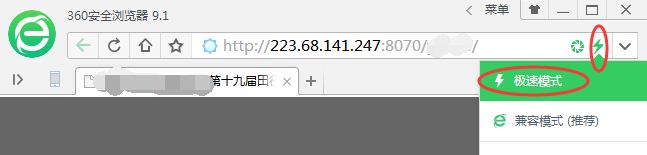 360安全浏览器 9.1
菜单
http://223.68.141.247:8070/
第十九届田径
极速模式
兼容模式 (推荐)